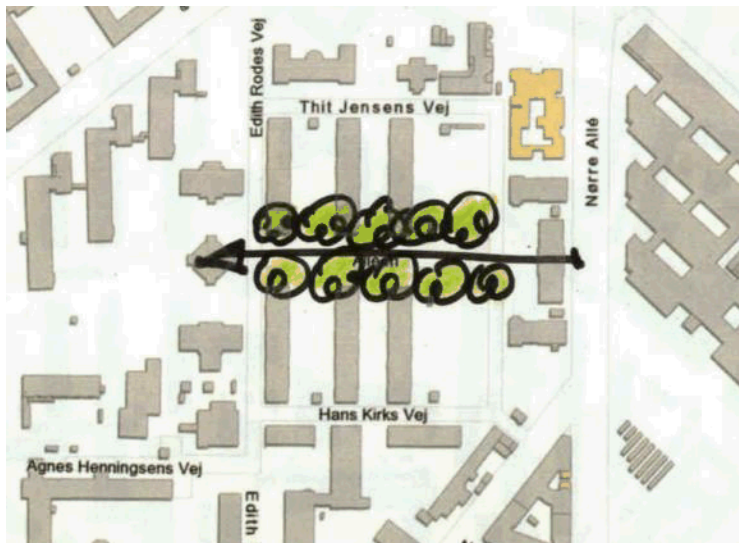 Edith Rodes Vej
Thit Jensens Vej
Nørre Allé
Hans Kirks Vej
Agnes Henningsens Vej
Edith